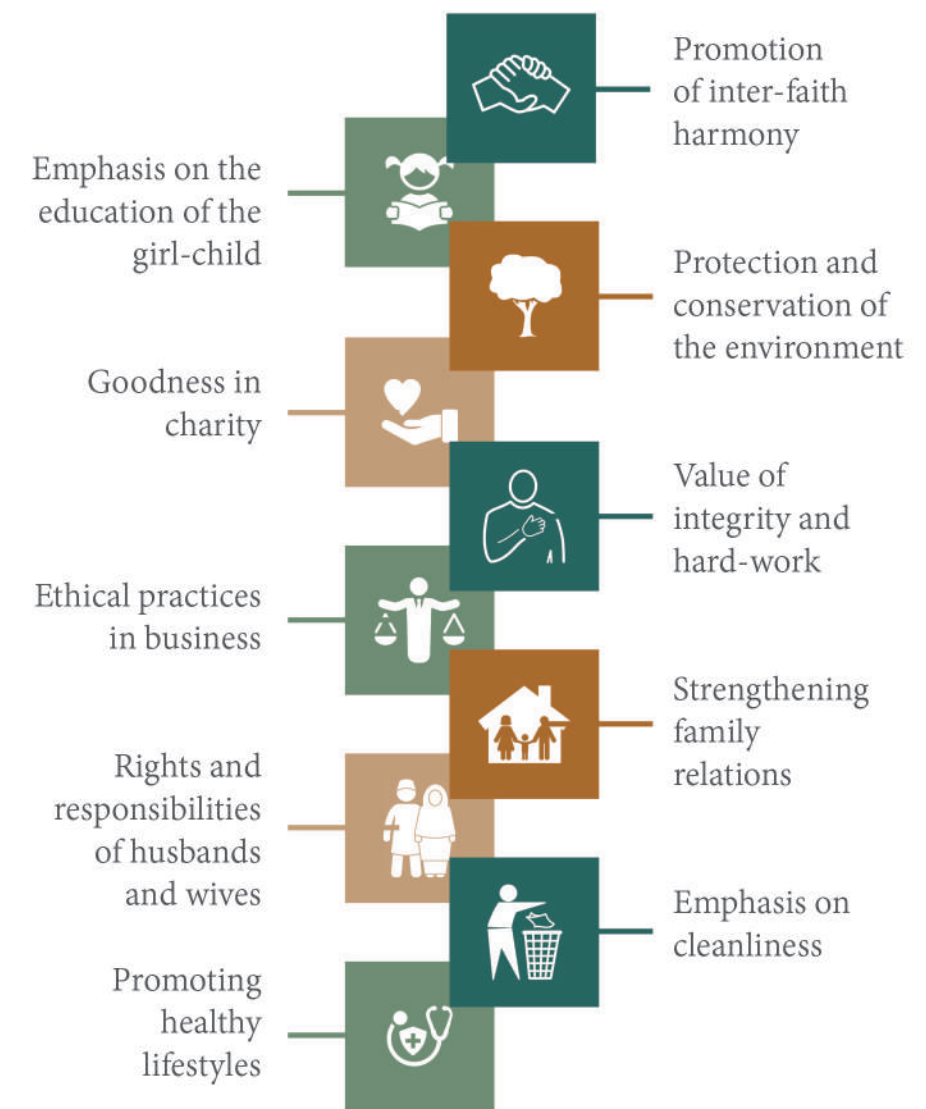 Promotion
of inter-faith
harmony
Emphasis on the
education of the
girl-child
Protection and
conservation of
the environment
Goodness in
charity
Value of
integrity and
hard-work
Ethical practices
in business
Strengthening
family
relations
Rights and
responsibilities
of husbands
and wives
Emphasis on
cleanliness
Promoting
healthy
lifestyles